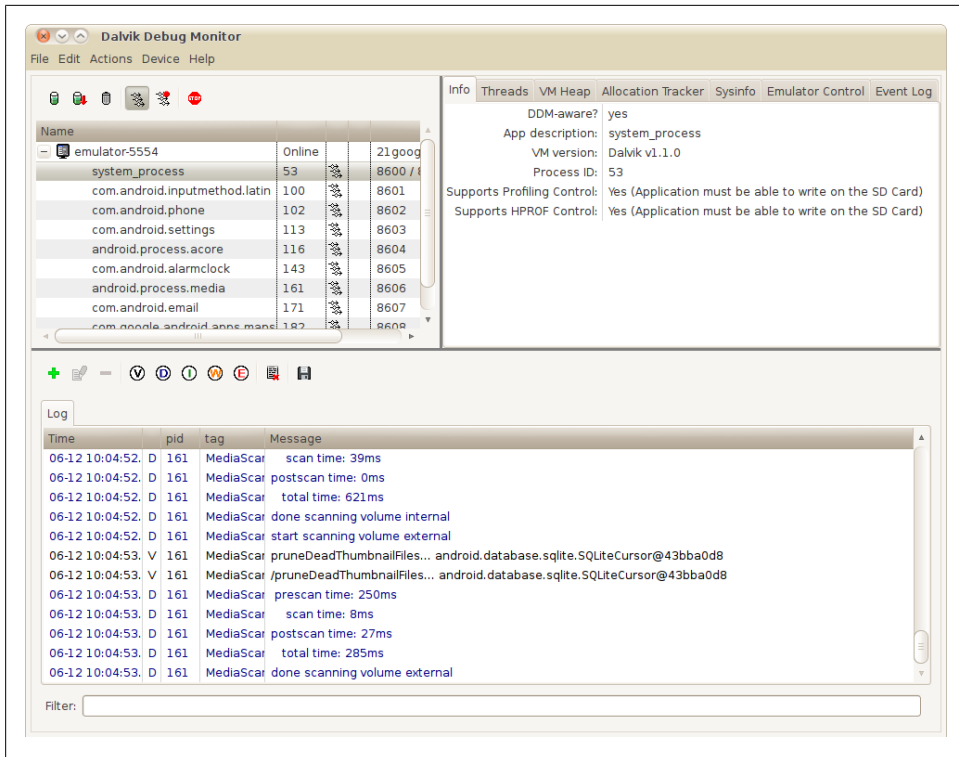 Dalvik Debug Monitor
File Edit Actions Device Help
STOP
Name
emulator-5554 Online 21goog
system_process 53 8600 / 8
com.android.inputmethod.latin 100 8601
com.android.phone 102 8602
com.android.settings 113 8603
android.process.acore 116 8604
com.android.alarmclock 143 8605
android.process.media 161 8606
com.android.email 171 8607
com.google.android.apps.maps 182 8608
Info Threads VM Heap Allocation Tracker Sysinfo Emulator Control Event Log
DDM-aware? yes
App description: system_process
VM version: Dalvik v1.1.0
Process ID: 53
Supports Profiling Control: Yes (Application must be able to write on the SD Card)
Supports HPROF Control: Yes (Application must be able to write on the SD Card)
V D I W E
Log
Time pid tag Message
06-12 10:04:52. D 161 MediaScar scan time: 39ms
06-12 10:04:52. D 161 MediaScar postscan time: 0ms
06-12 10:04:52. D 161 MediaScar total time: 621ms
06-12 10:04:52. D 161 MediaScar done scanning volume internal
06-12 10:04:52. D 161 MediaScar start scanning volume external
06-12 10:04:53. V 161 MediaScar pruneDeadThumbnailFiles... android.database.sqlite.SQLiteCursor@43bba0d8
06-12 10:04:53. V 161 MediaScar /pruneDeadThumbnailFiles... android.database.sqlite.SQLiteCursor@43bba0d8
06-12 10:04:53. D 161 MediaScar prescan time: 250ms
06-12 10:04:53. D 161 MediaScar scan time: 8ms
06-12 10:04:53. D 161 MediaScar postscan time: 27ms
06-12 10:04:53. D 161 MediaScar total time: 285ms
06-12 10:04:53. D 161 MediaScar done scanning volume external
Filter: